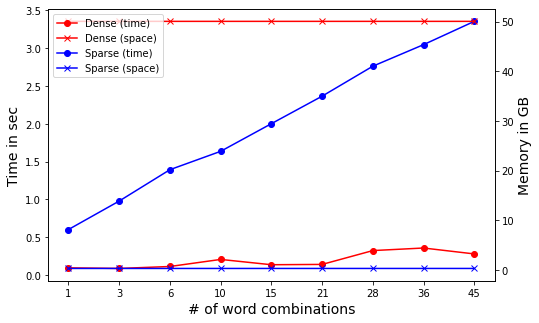 Dense (time)
Dense (space)
Sparse (time)
Sparse (space)
Time in sec
3.5
3.0
2.5
2.0
1.5
1.0
0.5
0.0
Memory in GB
50
40
30
20
10
0
1 3 6 10 15 21 28 36 45
# of word combinations